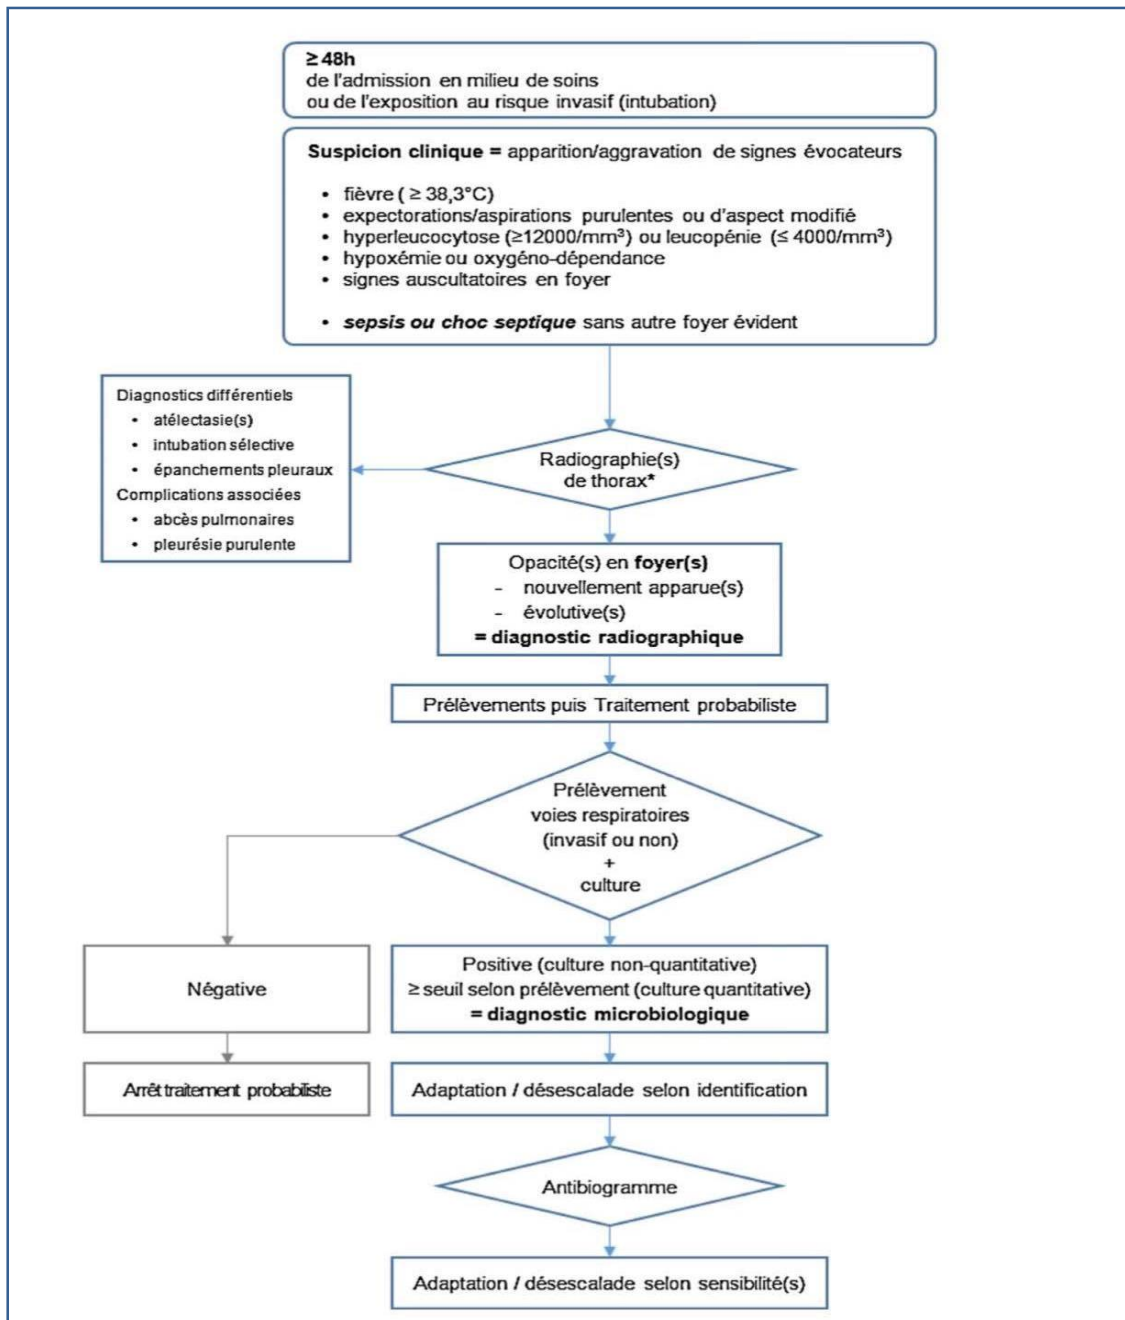 ≥ 48h
de l'admission en milieu de soins
ou de l'exposition au risque invasif (intubation)
Suspicion clinique = apparition/aggravation de signes évocateurs
• fièvre ( ≥ 38,3°C)
• expectorations/aspirations purulentes ou d'aspect modifié
• hyperleucocytose (≥12000/mm³) ou leucopénie (≤ 4000/mm³)
• hypoxémie ou oxygéno-dépendance
• signes auscultatoires en foyer
• sepsis ou choc septique sans autre foyer évident
Diagnostics différentiels
• atélectasie(s)
• intubation sélective
• épanchements pleuraux
Complications associées
• abcès pulmonaires
• pleurésie purulente
Radiographie(s)
de thorax*
Opacité(s) en foyer(s)
- nouvellement apparue(s)
- évolutive(s)
= diagnostic radiographique
Prélèvements puis Traitement probabiliste
Prélèvement
voies respiratoires
(invasif ou non)
+
culture
Négative
Positive (culture non-quantitative)
≥ seuil selon prélèvement (culture quantitative)
= diagnostic microbiologique
Arrêt traitement probabiliste
Adaptation / désescalade selon identification
Antibiogramme
Adaptation / désescalade selon sensibilité(s)